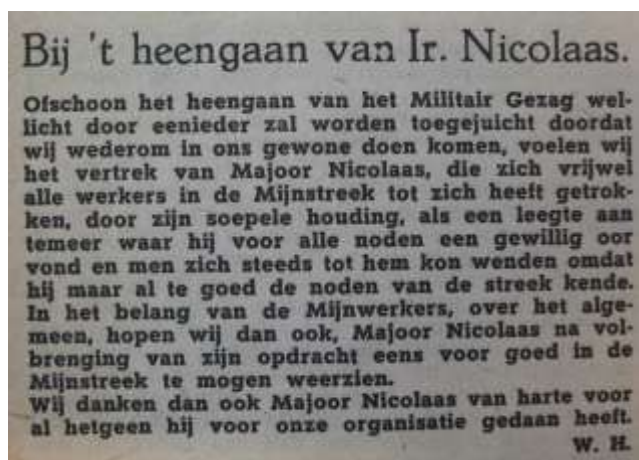 Bij 't heengaan van Ir. Nicolaas.
Ofschoon het heengaan van het Militair Gezag wel-
licht door eenieder zal worden toegejuicht doordat
wij wederom in ons gewone doen komen, voelen wij
het vertrek van Majoor Nicolaas, die zich vrijwel
alle werkers in de Mijnstreek tot zich heeft getrok-
ken, door zijn soepele houding, als een leegte aan
temeer waar hij voor alle noden een gewillig oor
vond en men zich steeds tot hem kon wenden omdat
hij maar al te goed de noden van de streek kende.
In het belang van de Mijnwerkers, over het alge-
meen, hopen wij dan ook, Majoor Nicolaas na vol-
brenging van zijn opdracht eens voor goed in de
Mijnstreek te mogen weerzien.
Wij danken dan ook Majoor Nicolaas van harte voor
al hetgeen hij voor onze organisatie gedaan heeft.
W. H.